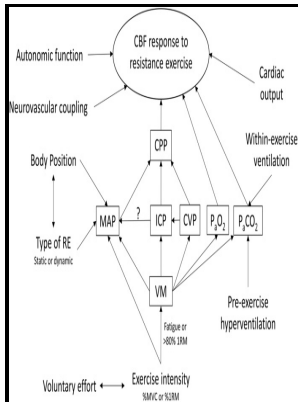 CBF response to
resistance exercise
Autonomic function
Cardiac
output
Neurovascular coupling
Within-exercise
ventilation
CPP
Body Position
?
MAP
ICP
CVP
PaO2
PaCO2
Type of RE
Static or dynamic
VM
Pre-exercise
hyperventilation
Fatigue or
>80% 1RM
Voluntary effort
Exercise intensity
%MVC or %1RM